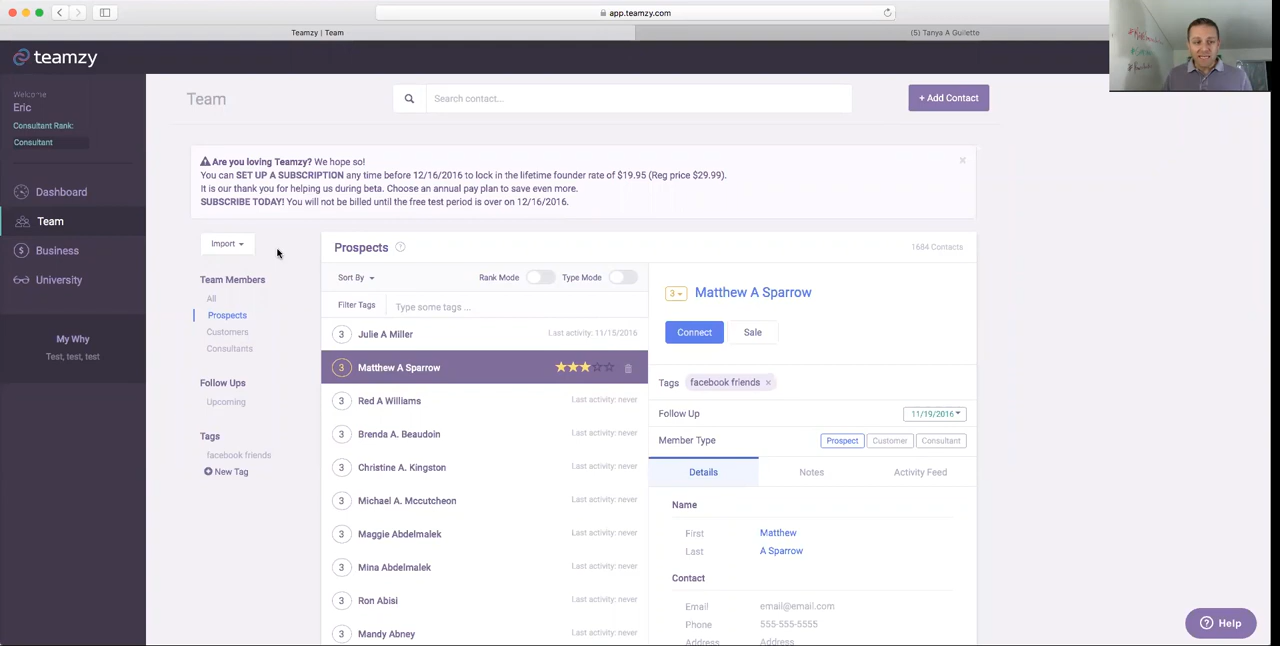 app.teamzy.com
Teamzy | Team
(5) Tanya A Guilette
teamzy
Welcome
Eric
Consultant Rank:
Consultant
Dashboard
Team
Business
University
My Why
Test, test, test
Team
Search contact...
+ Add Contact
Are you loving Teamzy? We hope so!
You can SET UP A SUBSCRIPTION any time before 12/16/2016 to lock in the lifetime founder rate of $19.95 (Reg price $29.99).
It is our thank you for helping us during beta. Choose an annual pay plan to save even more.
SUBSCRIBE TODAY! You will not be billed until the free test period is over on 12/16/2016.
Import
Team Members
All
Prospects
Customers
Consultants
Follow Ups
Upcoming
Tags
facebook friends
New Tag
Prospects ?
1684 Contacts
Sort By
Rank Mode
Type Mode
Filter Tags
Type some tags ...
3 Julie A Miller Last activity: 11/15/2016
3 Matthew A Sparrow
3 Red A Williams Last activity: never
3 Brenda A. Beaudoin Last activity: never
3 Christine A. Kingston Last activity: never
3 Michael A. Mccutcheon Last activity: never
3 Maggie Abdelmalek Last activity: never
3 Mina Abdelmalek Last activity: never
3 Ron Abisi Last activity: never
3 Mandy Abney Last activity: never
3 Matthew A Sparrow
Connect
Sale
Tags facebook friends ×
Follow Up 11/19/2016
Member Type Prospect Customer Consultant
Details Notes Activity Feed
Name
First Matthew
Last A Sparrow
Contact
Email email@email.com
Phone 555-555-5555
Address Address
? Help